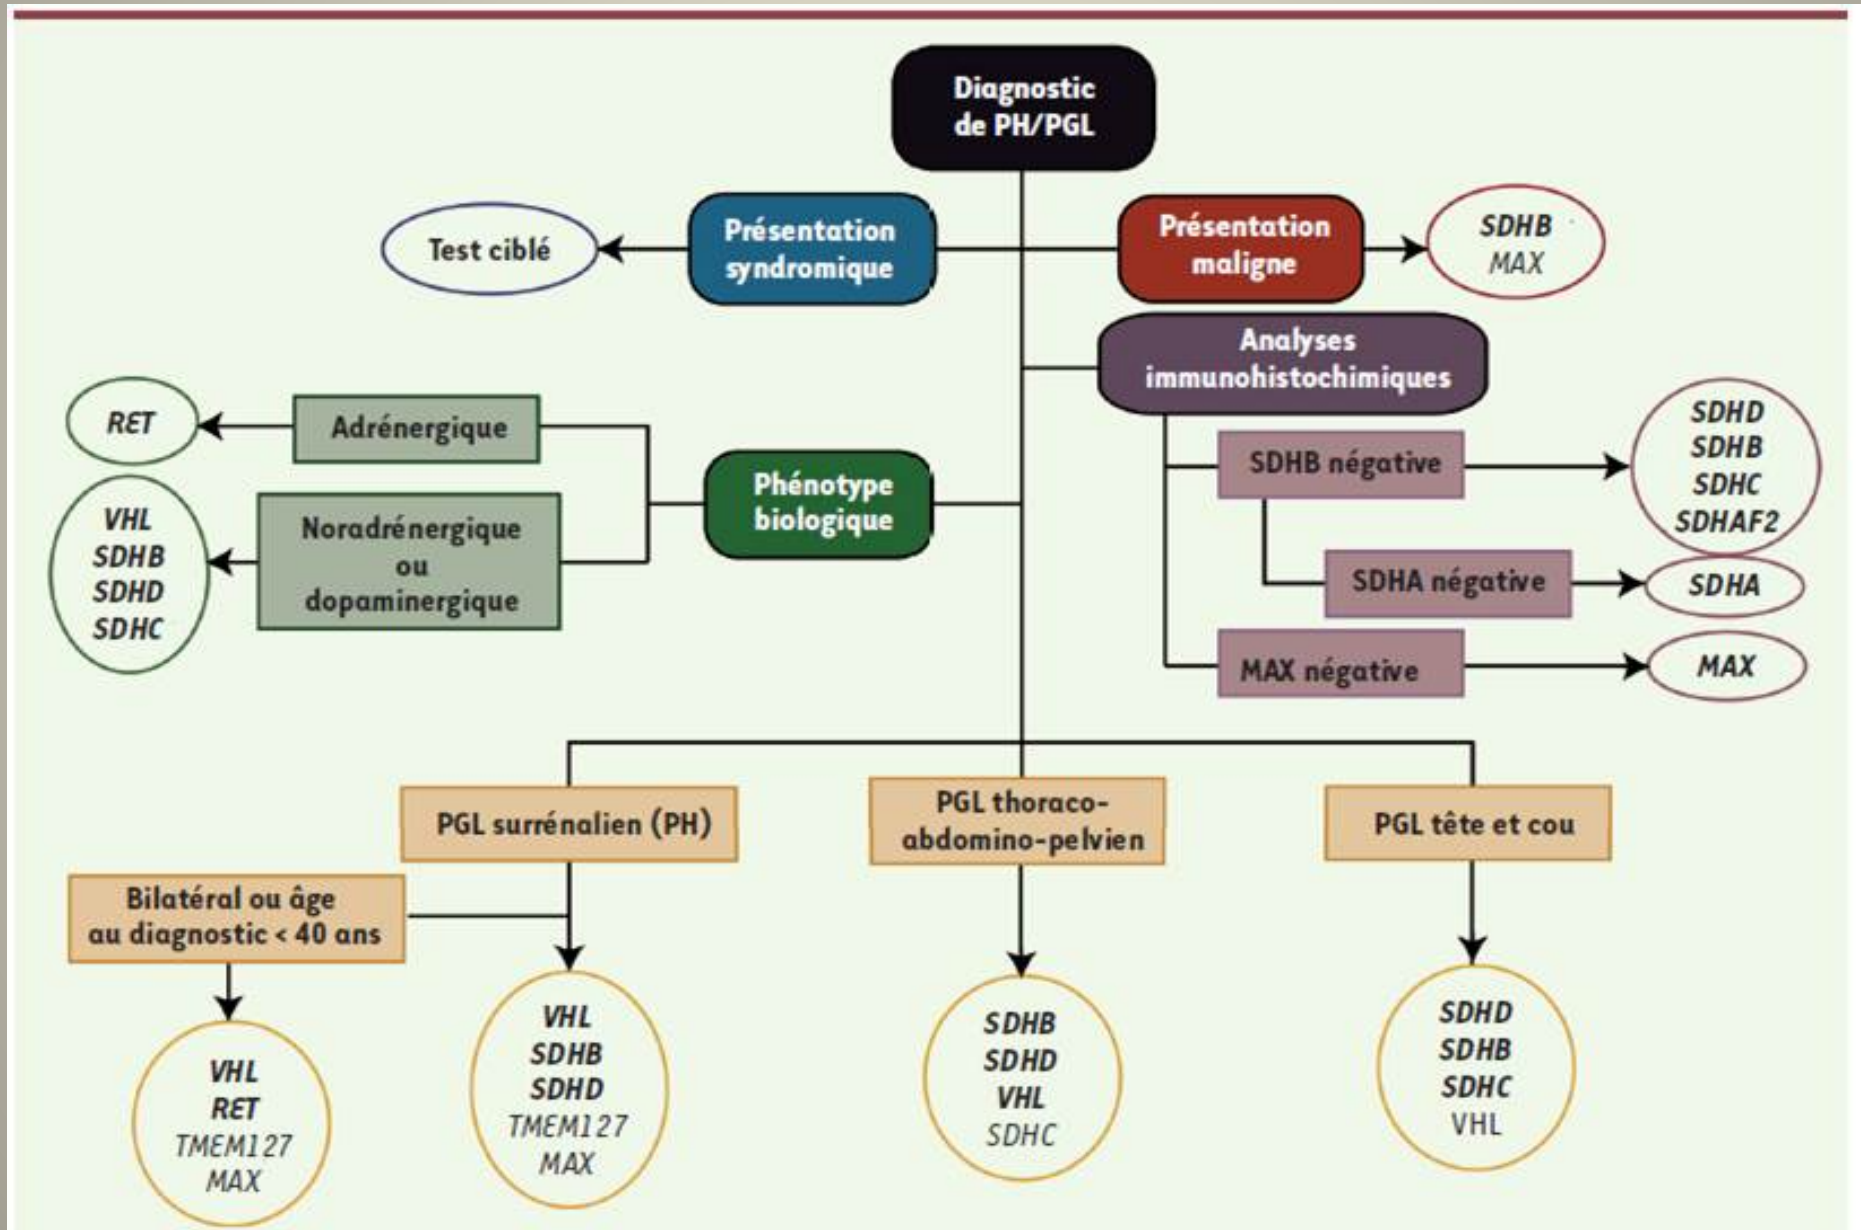 Diagnostic
de PH/PGL
Test ciblé
Présentation
syndromique
Présentation
maligne
SDHB
MAX
Analyses
immunohistochimiques
RET
Adrénergique
Phénotype
biologique
VHL
SDHB
SDHD
SDHC
Noradrénergique
ou
dopaminergique
SDHB négative
SDHD
SDHB
SDHC
SDHAF2
SDHA négative
SDHA
MAX négative
MAX
PGL surrénalien (PH)
PGL thoraco-
abdomino-pelvien
PGL tête et cou
Bilatéral ou âge
au diagnostic < 40 ans
VHL
RET
TMEM127
MAX
VHL
SDHB
SDHD
TMEM127
MAX
SDHB
SDHD
VHL
SDHC
SDHD
SDHB
SDHC
VHL